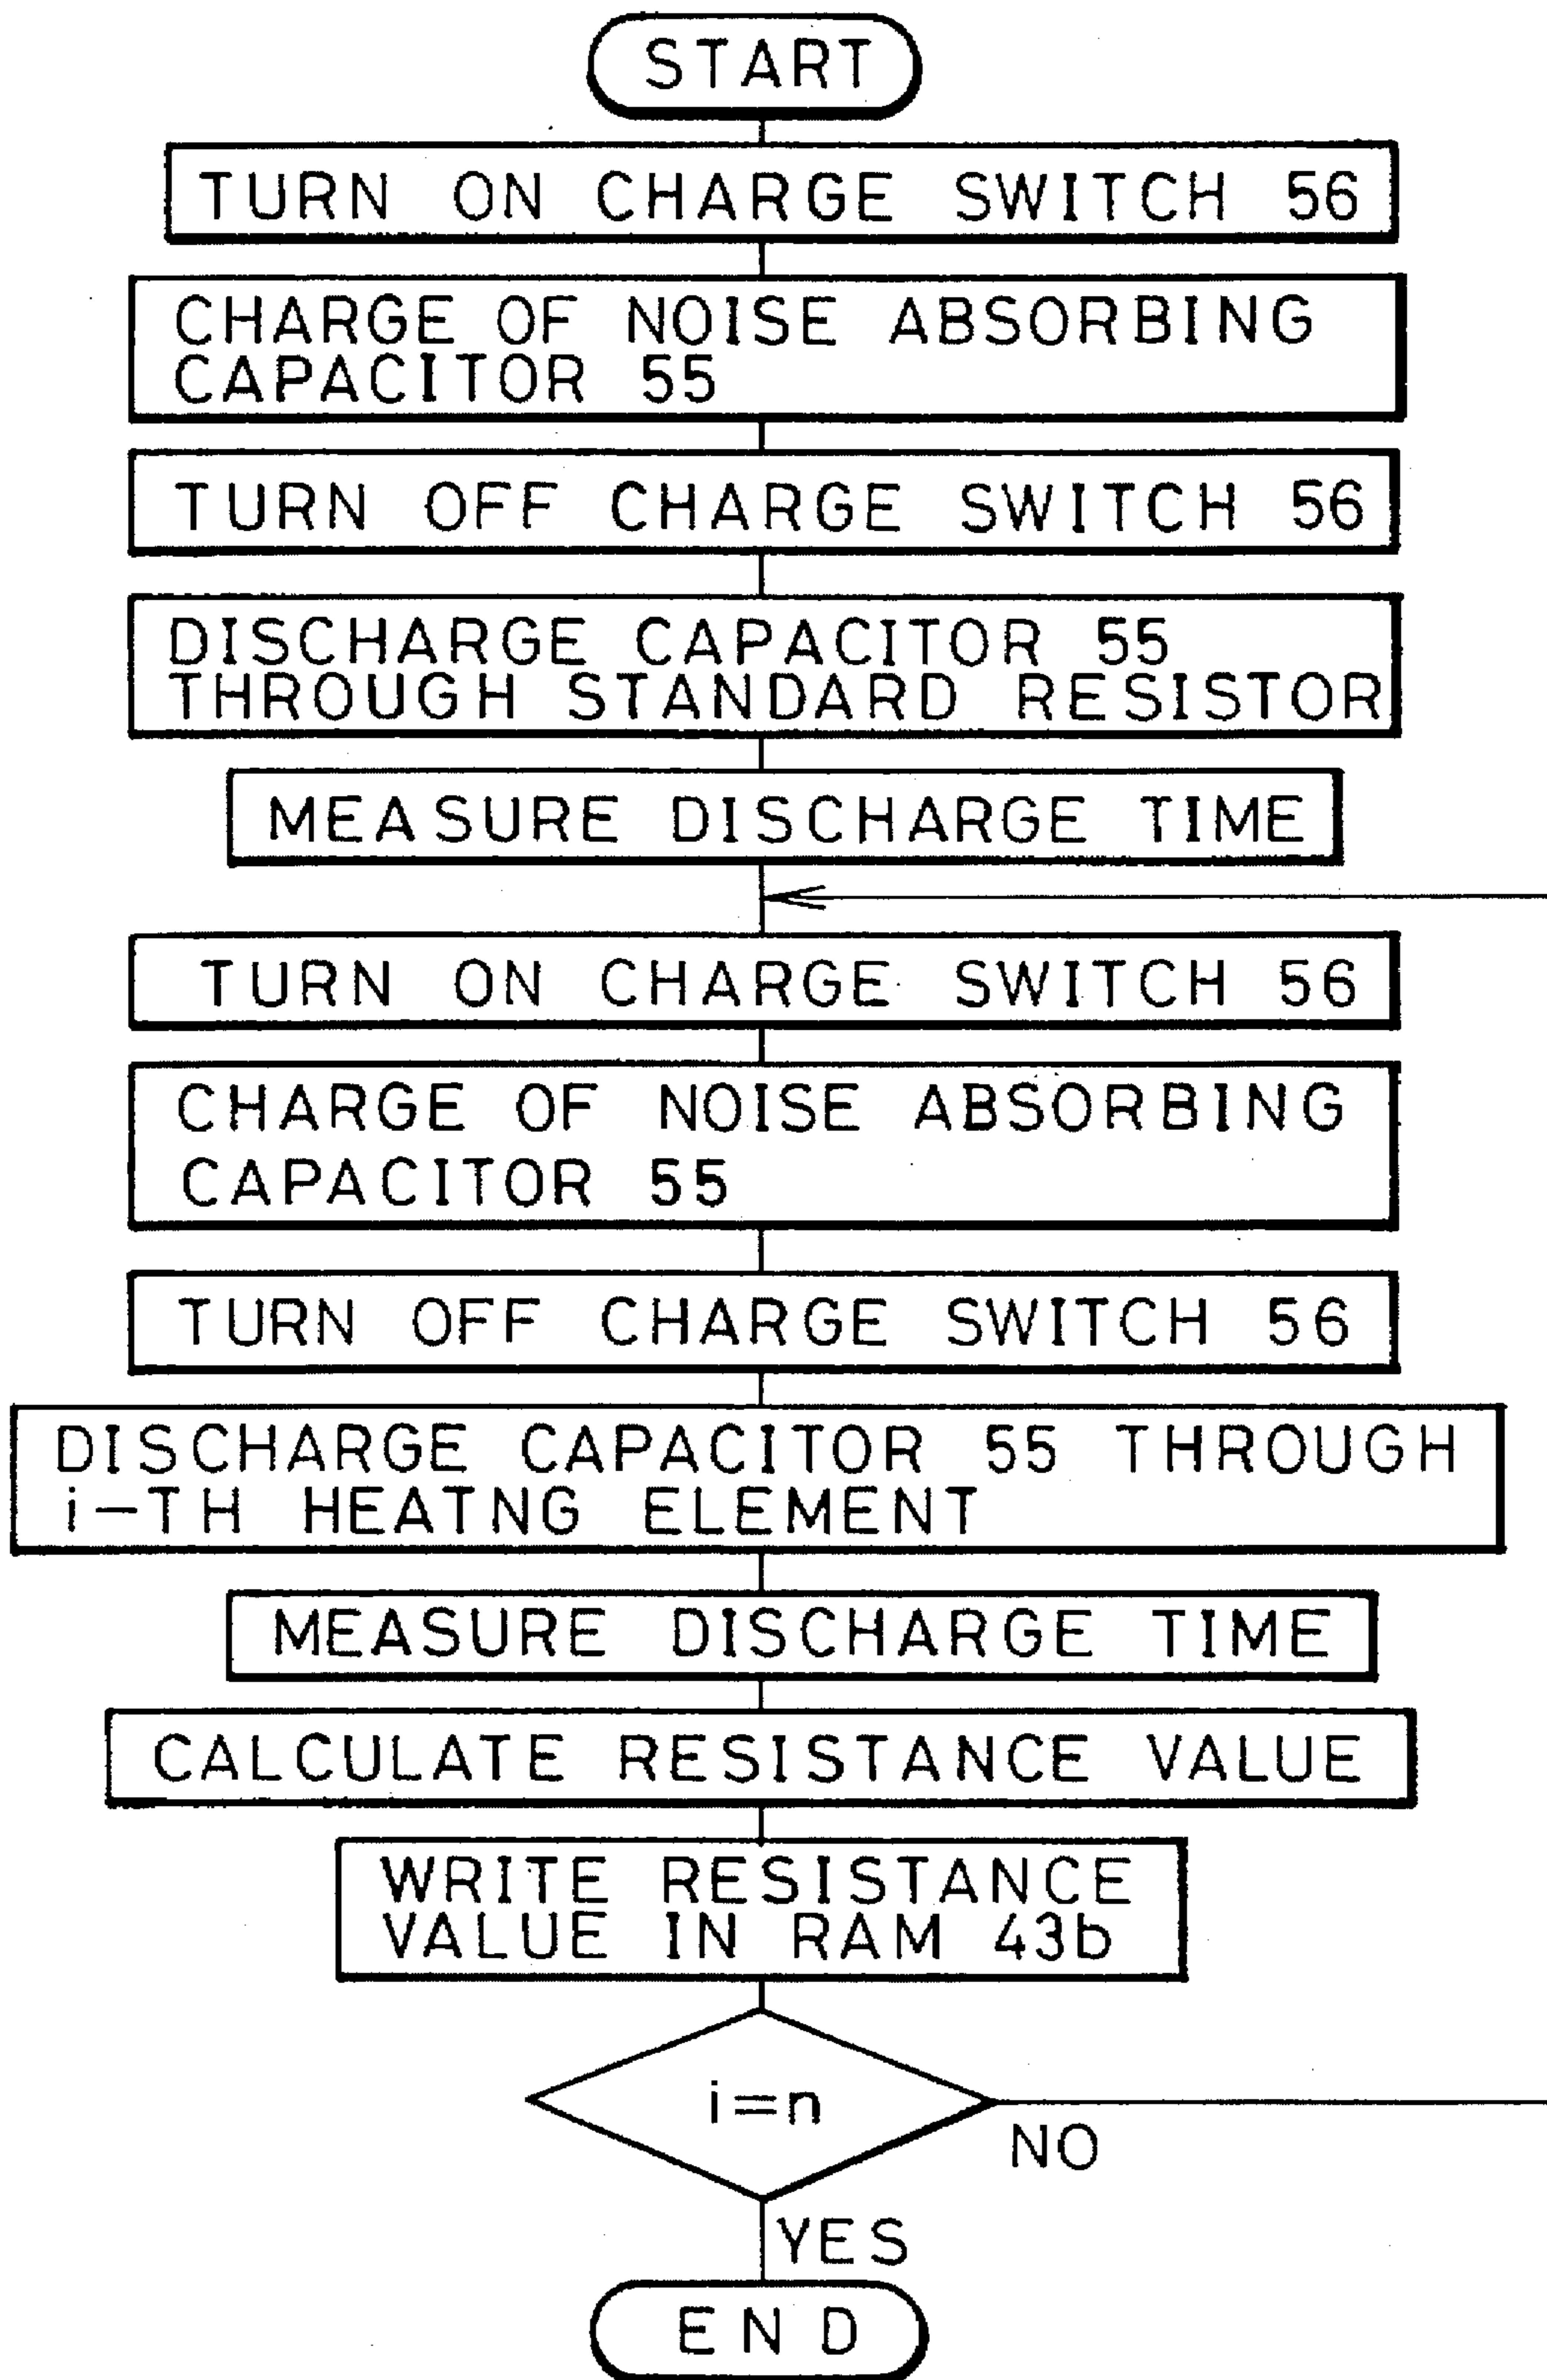 START
TURN ON CHARGE SWITCH 56
CHARGE OF NOISE ABSORBING
CAPACITOR 55
TURN OFF CHARGE SWITCH 56
DISCHARGE CAPACITOR 55
THROUGH STANDARD RESISTOR
MEASURE DISCHARGE TIME
TURN ON CHARGE SWITCH 56
CHARGE OF NOISE ABSORBING
CAPACITOR 55
TURN OFF CHARGE SWITCH 56
DISCHARGE CAPACITOR 55 THROUGH
i-TH HEATNG ELEMENT
MEASURE DISCHARGE TIME
CALCULATE RESISTANCE VALUE
WRITE RESISTANCE
VALUE IN RAM 43b
i=n
NO
YES
END